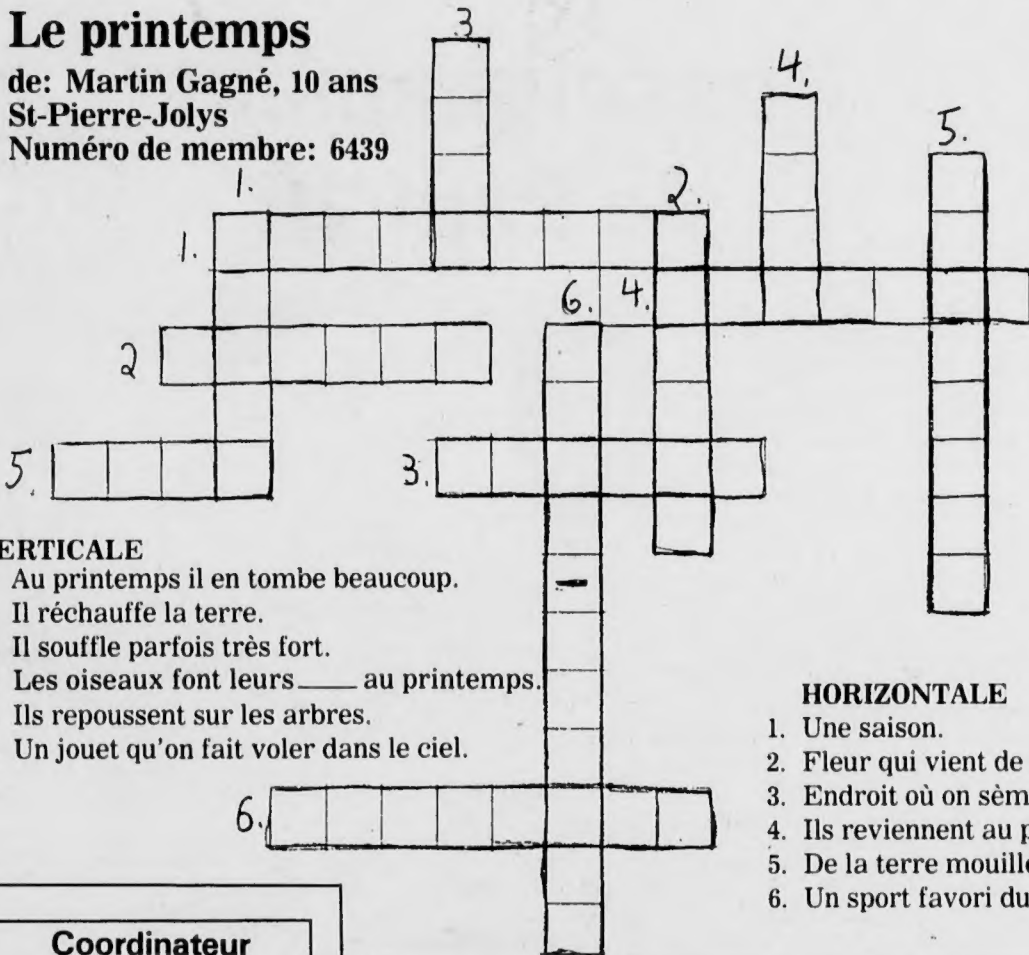 Le printemps
de: Martin Gagné, 10 ans
St-Pierre-Jolys
Numéro de membre: 6439
3
4.
5.
1.
2.
1.
6. 4.
2
5.
3.
ERTICALE
Au printemps il en tombe beaucoup.
Il réchauffe la terre.
Il souffle parfois très fort.
Les oiseaux font leurs ____ au printemps.
Ils repoussent sur les arbres.
Un jouet qu'on fait voler dans le ciel.
-
HORIZONTALE
1. Une saison.
2. Fleur qui vient de
3. Endroit où on sèm
4. Ils reviennent au p
5. De la terre mouill
6. Un sport favori du
6.
Coordinateur